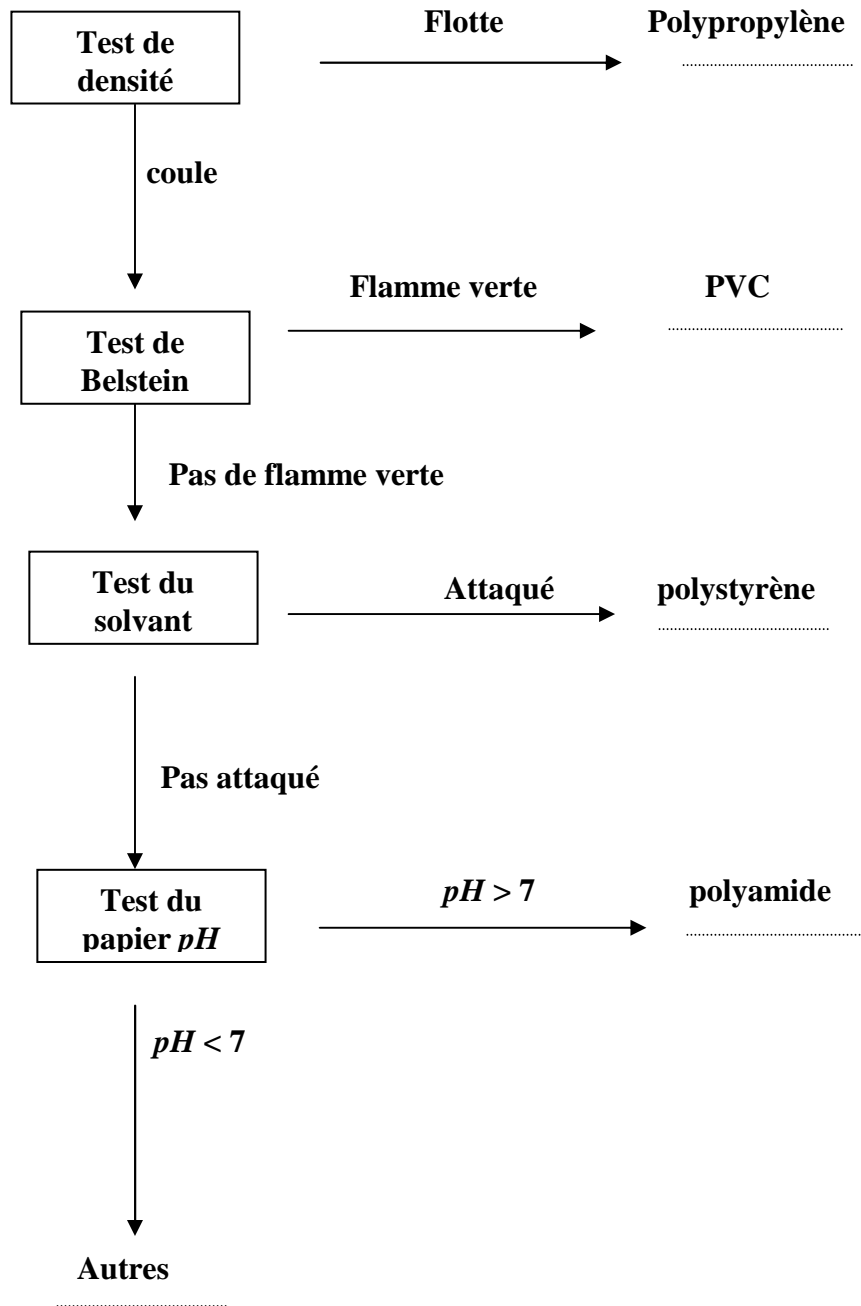 Test de
densité
Flotte
Polypropylène
coule
Flamme verte
PVC
Test de
Belstein
Pas de flamme verte
Test du
solvant
Attaqué
polystyrène
Pas attaqué
Test du
papier pH
pH > 7
polyamide
pH < 7
Autres